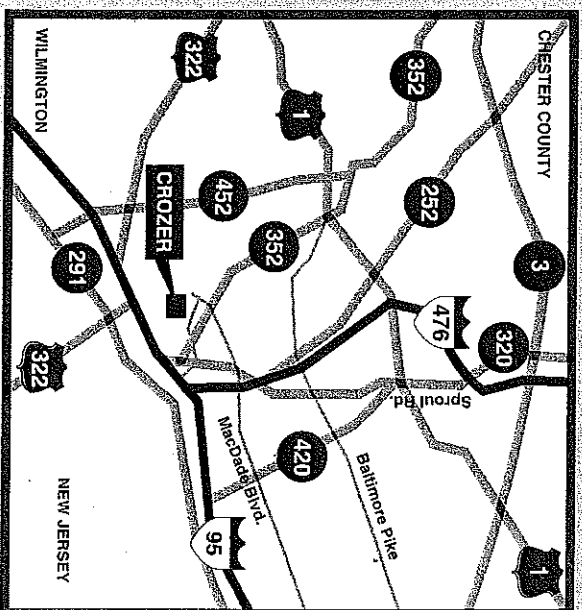 CHESTER COUNTY
3
1
320
Sproul Rd.
476
252
352
Baltimore Pike
1
420
352
MacDade Blvd.
452
95
322
CROZER
291
NEW JERSEY
322
WILMINGTON